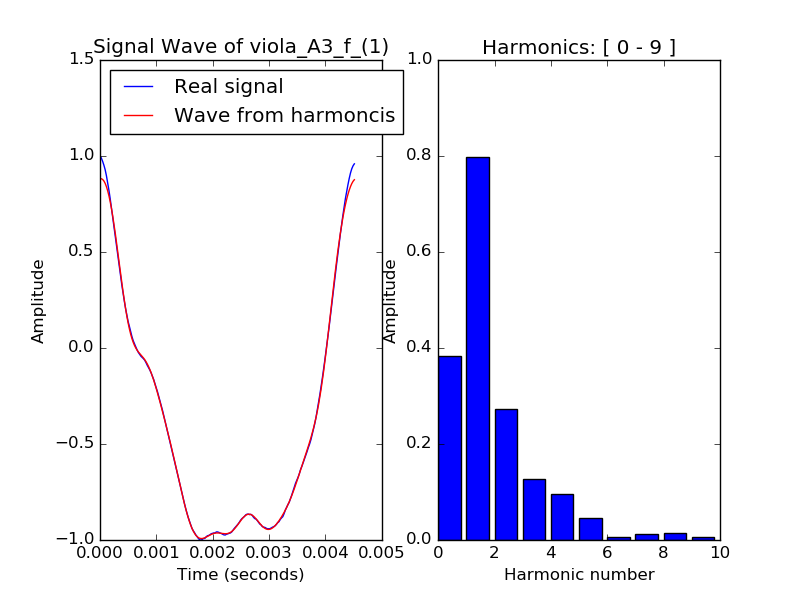 Signal Wave of viola_A3_f_(1)
Real signal
Wave from harmoncis
1.5
1.0
0.5
0.0
−0.5
−1.0
Amplitude
0.000 0.001 0.002 0.003 0.004 0.005
Time (seconds)
Harmonics: [ 0 - 9 ]
1.0
0.8
0.6
0.4
0.2
0.0
Amplitude
0 2 4 6 8 10
Harmonic number